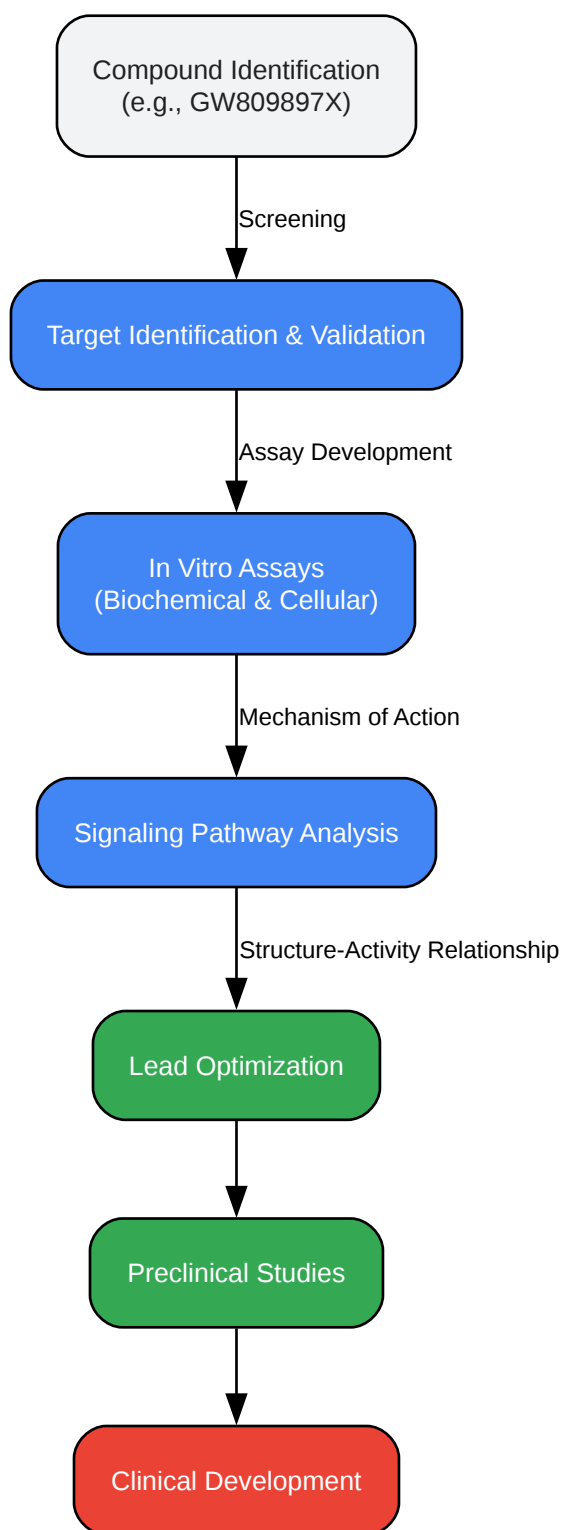 Compound Identification
(e.g., GW809897X)
Screening
Target Identification & Validation
Assay Development
In Vitro Assays
(Biochemical & Cellular)
Mechanism of Action
Signaling Pathway Analysis
Structure-Activity Relationship
Lead Optimization
Preclinical Studies
Clinical Development